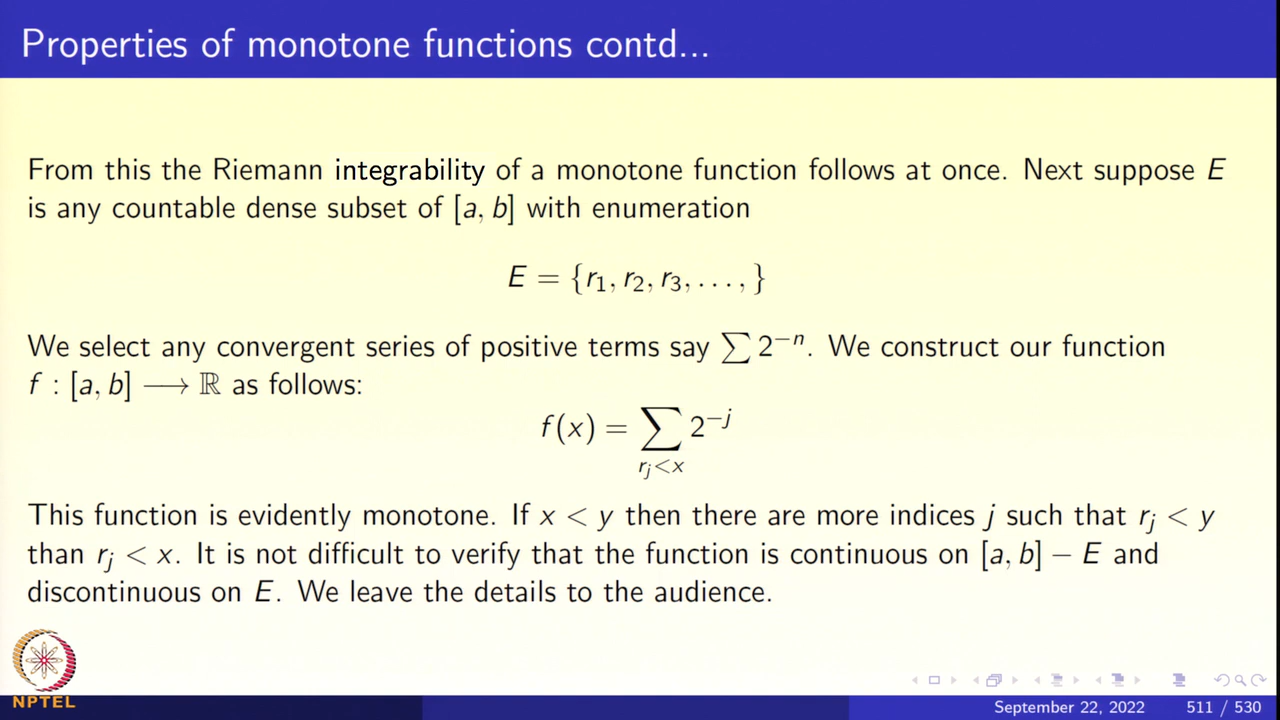 Properties of monotone functions contd...
From this the Riemann integrability of a monotone function follows at once. Next suppose E
is any countable dense subset of [a, b] with enumeration
E = {r₁, r₂, r₃, . . . , }
We select any convergent series of positive terms say ∑ 2⁻ⁿ. We construct our function
f : [a, b] ⟶ ℝ as follows:
f(x) = ∑ 2⁻ʲ
rⱼ<x
This function is evidently monotone. If x < y then there are more indices j such that rⱼ < y
than rⱼ < x. It is not difficult to verify that the function is continuous on [a, b] − E and
discontinuous on E. We leave the details to the audience.
NPTEL
September 22, 2022 511 / 530